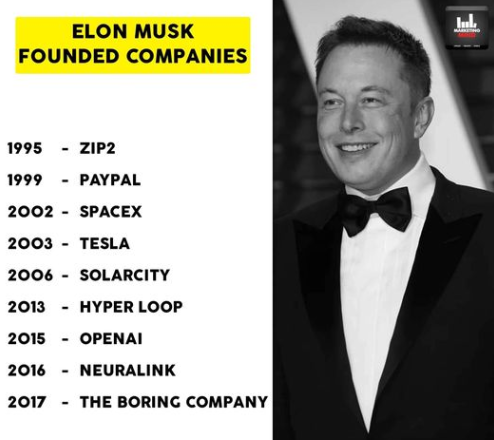 ELON MUSK
FOUNDED COMPANIES
1995 - ZIP2
1999 - PAYPAL
2002 - SPACEX
2003 - TESLA
2006 - SOLARCITY
2013 - HYPER LOOP
2015 - OPENAI
2016 - NEURALINK
2017 - THE BORING COMPANY
MARKETING